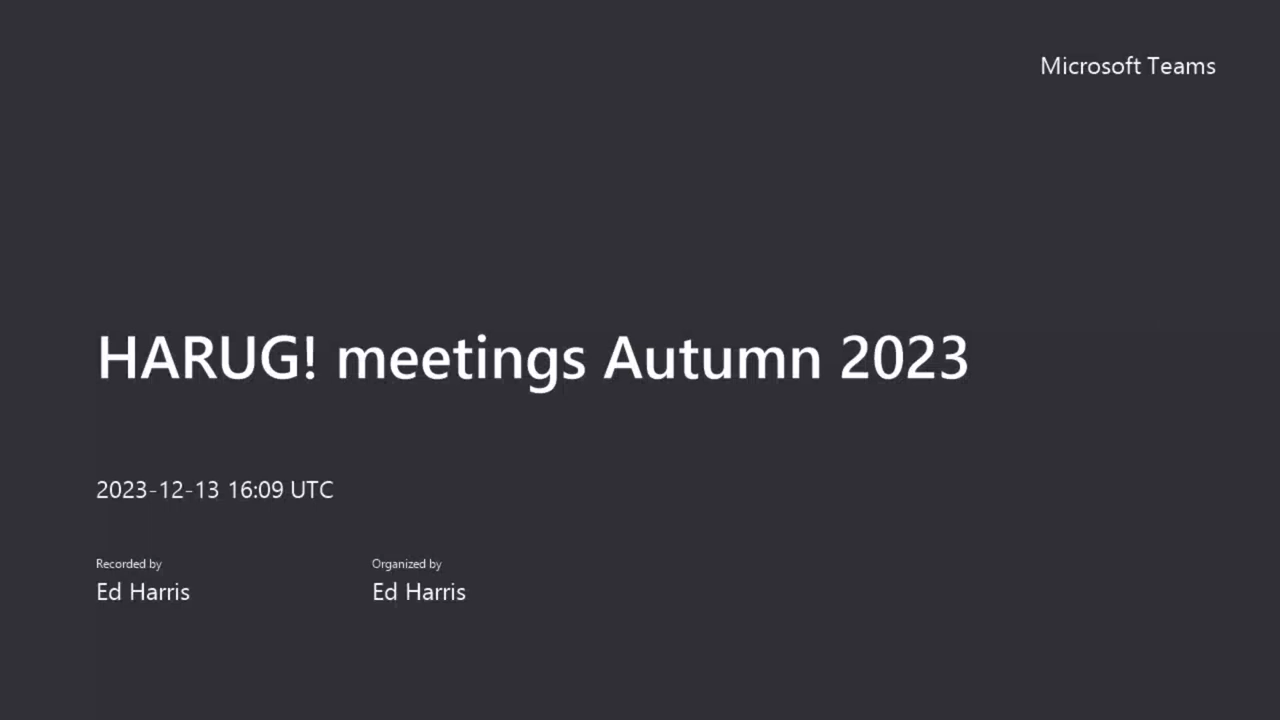 Microsoft Teams
HARUG! meetings Autumn 2023
2023-12-13 16:09 UTC
Recorded by
Ed Harris
Organized by
Ed Harris